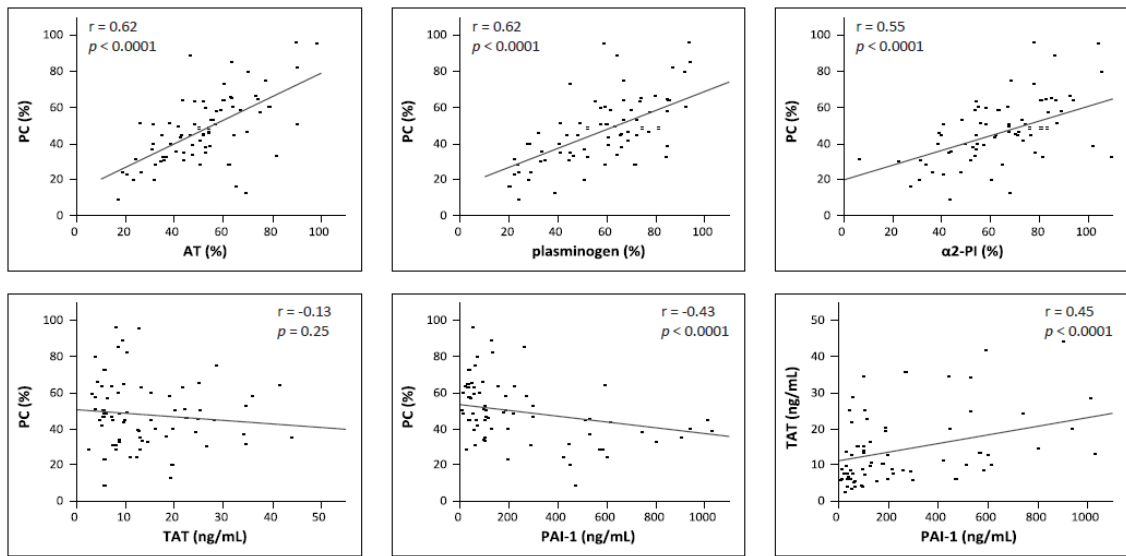 r = 0.62
p < 0.0001
PC (%)
100
80
60
40
20
0
0 20 40 60 80 100
AT (%)
r = 0.62
p < 0.0001
PC (%)
100
80
60
40
20
0
0 20 40 60 80 100
plasminogen (%)
r = 0.55
p < 0.0001
PC (%)
100
80
60
40
20
0
0 20 40 60 80 100
α2-PI (%)
r = -0.13
p = 0.25
PC (%)
100
80
60
40
20
0
0 10 20 30 40 50
TAT (ng/mL)
r = -0.43
p < 0.0001
PC (%)
100
80
60
40
20
0
0 200 400 600 800 1000
PAI-1 (ng/mL)
r = 0.45
p < 0.0001
TAT (ng/mL)
50
40
30
20
10
0
0 200 400 600 800 1000
PAI-1 (ng/mL)